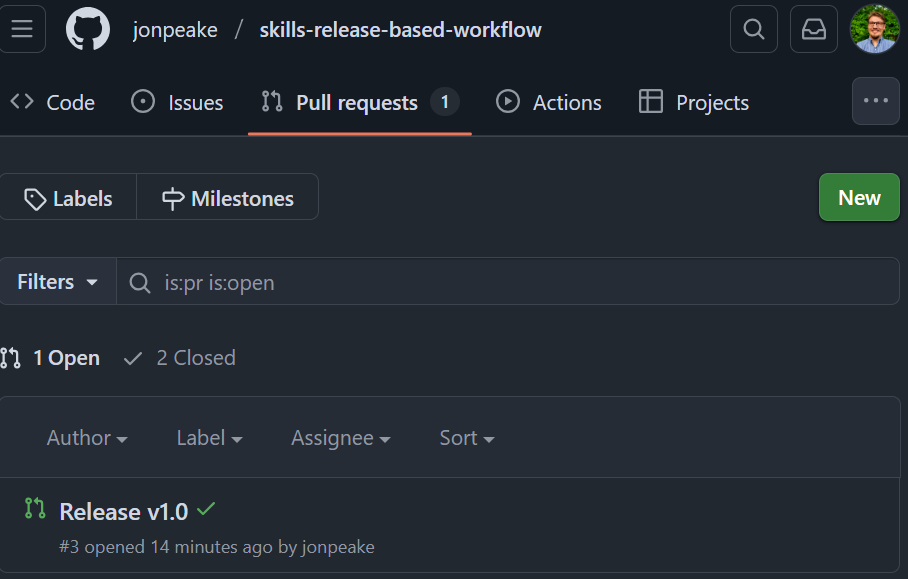 jonpeake / skills-release-based-workflow
Code Issues Pull requests 1 Actions Projects
Labels Milestones New
Filters is:pr is:open
1 Open 2 Closed
Author Label Assignee Sort
Release v1.0
#3 opened 14 minutes ago by jonpeake